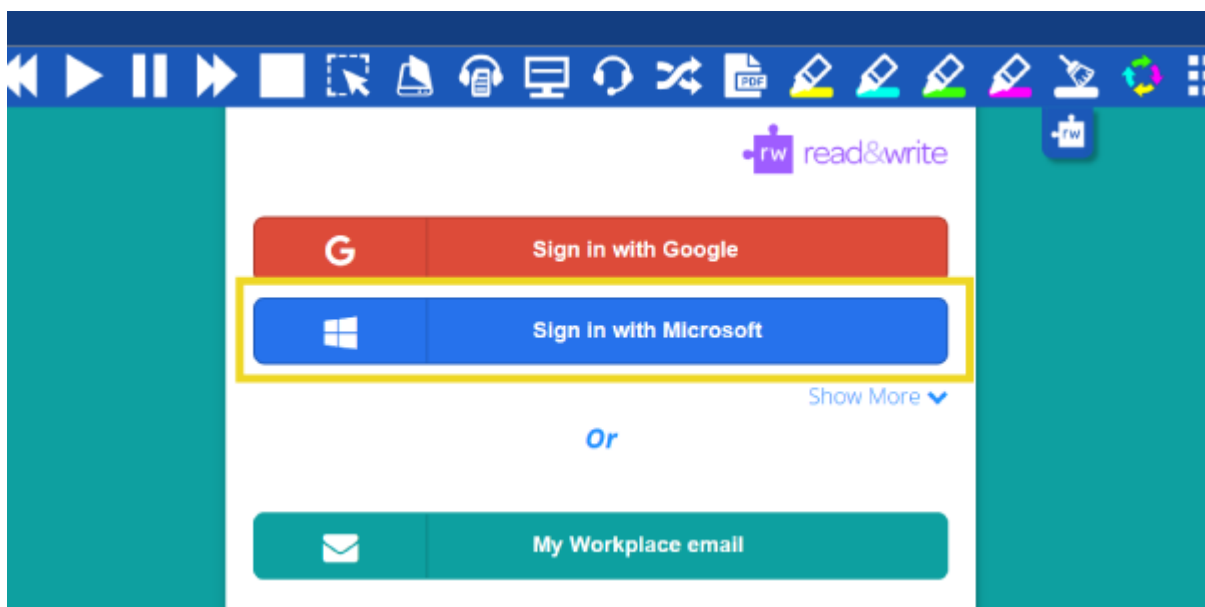 PDF
rw read&write
rw
G
Sign in with Google
Sign in with Microsoft
Show More
Or
My Workplace email